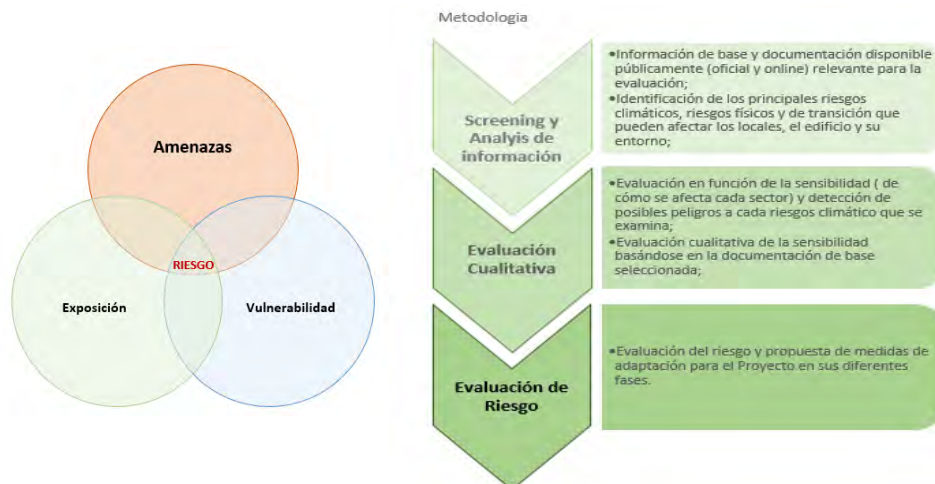 Amenazas
RIESGO
Exposición
Vulnerabilidad
Metodologia
Screening y
Analyis de
información
•Información de base y documentación disponible
públicamente (oficial y online) relevante para la
evaluación;
•Identificación de los principales riesgos
climáticos, riesgos físicos y de transición que
pueden afectar los locales, el edificio y su
entorno;
Evaluación
Cualitativa
•Evaluación en función de la sensibilidad ( de
cómo se afecta cada sector) y detección de
posibles peligros a cada riesgos climático que se
examina;
•Evaluación cualitativa de la sensibilidad
basándose en la documentación de base
seleccionada;
Evaluación de
Riesgo
•Evaluación del riesgo y propuesta de medidas de
adaptación para el Proyecto en sus diferentes
fases.